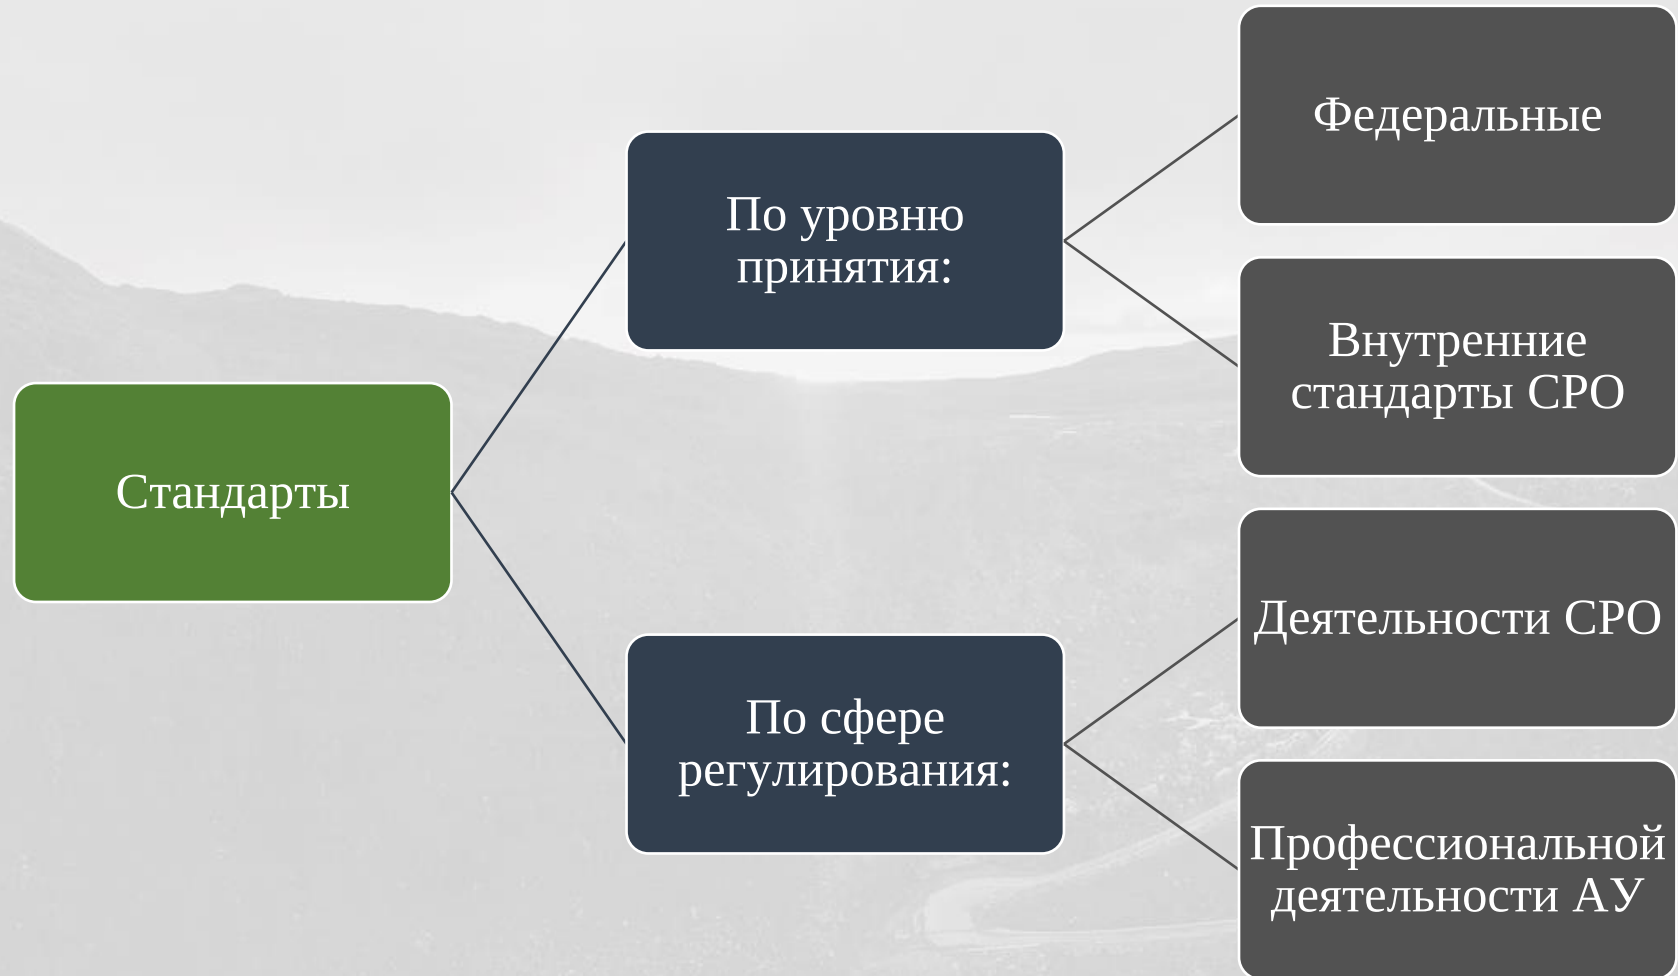 Стандарты
По уровню
принятия:
Федеральные
Внутренние
стандарты СРО
По сфере
регулирования:
Деятельности СРО
Профессиональной
деятельности АУ